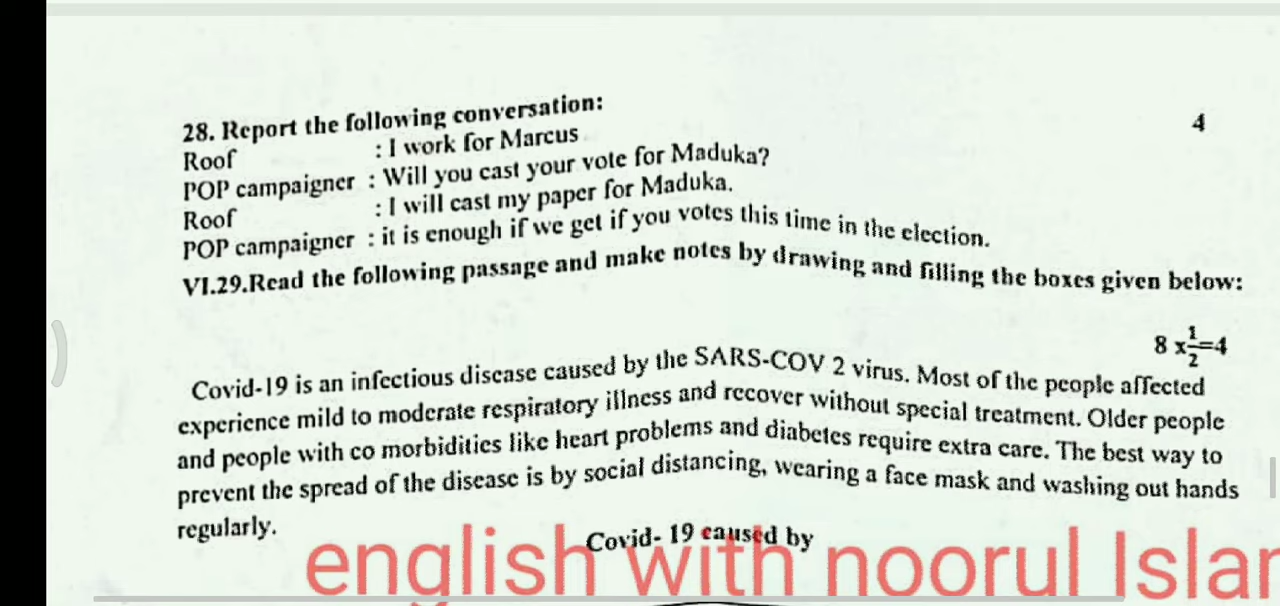 28. Report the following conversation:
4
Roof : I work for Marcus
POP campaigner : Will you cast your vote for Maduka?
Roof : I will cast my paper for Maduka.
POP campaigner : it is enough if we get if you votes this time in the election.
VI.29.Read the following passage and make notes by drawing and filling the boxes given below:
8 x 1/2=4
Covid-19 is an infectious disease caused by the SARS-COV 2 virus. Most of the people affected
experience mild to moderate respiratory illness and recover without special treatment. Older people
and people with co morbidities like heart problems and diabetes require extra care. The best way to
prevent the spread of the disease is by social distancing, wearing a face mask and washing out hands
regularly.
Covid- 19 caused by
english with noorul Islam